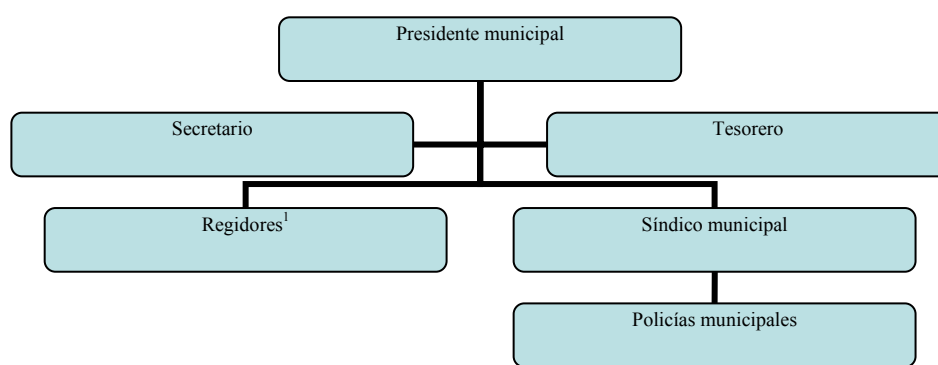 Presidente municipal
Secretario
Tesorero
Regidores¹
Síndico municipal
Policías municipales